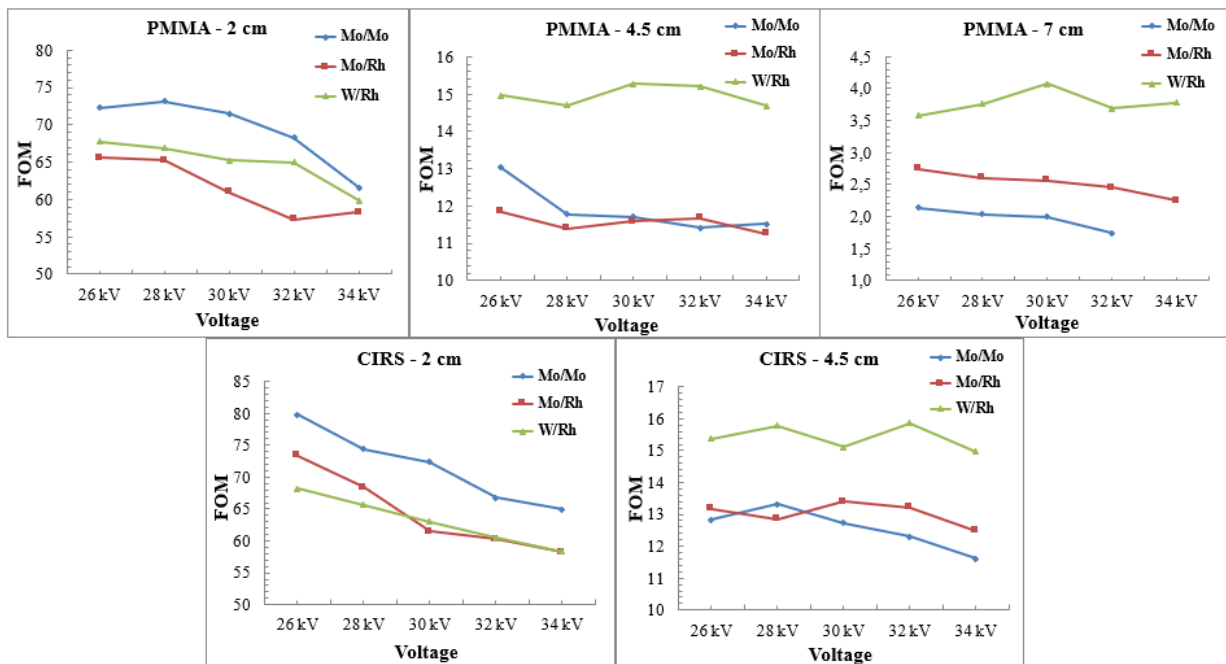 PMMA - 2 cm
Mo/Mo
Mo/Rh
W/Rh
80
75
70
65
60
55
50
FOM
26 kV 28 kV 30 kV 32 kV 34 kV
Voltage
PMMA - 4.5 cm
Mo/Mo
Mo/Rh
W/Rh
16
15
14
13
12
11
10
FOM
26 kV 28 kV 30 kV 32 kV 34 kV
Voltage
PMMA - 7 cm
Mo/Mo
Mo/Rh
W/Rh
4,5
4,0
3,5
3,0
2,5
2,0
1,5
1,0
FOM
26 kV 28 kV 30 kV 32 kV 34 kV
Voltage
CIRS - 2 cm
Mo/Mo
Mo/Rh
W/Rh
85
80
75
70
65
60
55
50
FOM
26 kV 28 kV 30 kV 32 kV 34 kV
Voltage
CIRS - 4.5 cm
Mo/Mo
Mo/Rh
W/Rh
17
16
15
14
13
12
11
10
FOM
26 kV 28 kV 30 kV 32 kV 34 kV
Voltage